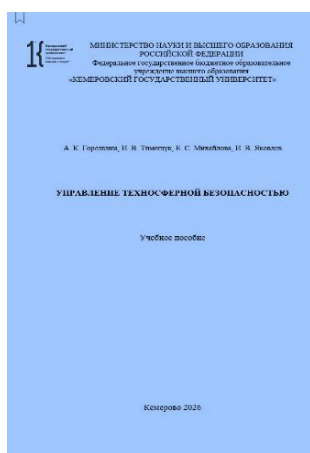 МИНИСТЕРСТВО НАУКИ И ВЫСШЕГО ОБРАЗОВАНИЯ
РОССИЙСКОЙ ФЕДЕРАЦИИ
Федеральное государственное бюджетное образовательное
учреждение высшего образования
«КЕМЕРОВСКИЙ ГОСУДАРСТВЕННЫЙ УНИВЕРСИТЕТ»
А. К. Горелкина, И. В. Тимощук, Е. С. Михайлова, И. В. Яковлев
УПРАВЛЕНИЕ ТЕХНОСФЕРНОЙ БЕЗОПАСНОСТЬЮ
Учебное пособие
Кемерово 2026